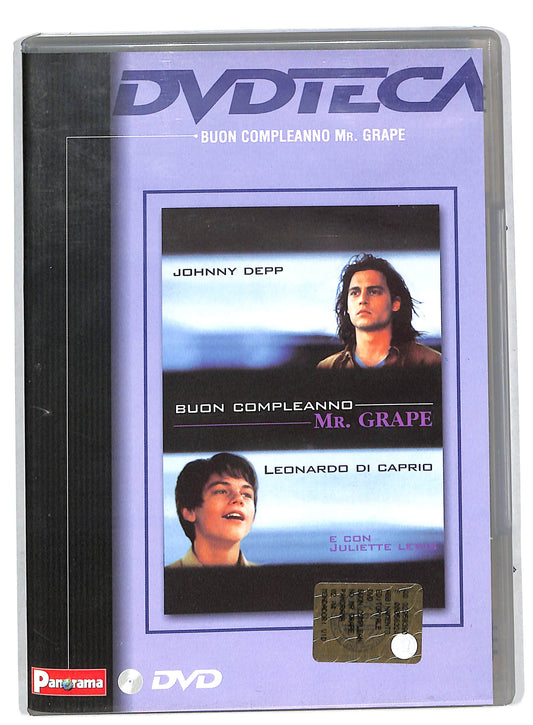 DVDTECA
BUON COMPLEANNO MR. GRAPE
JOHNNY DEPP
BUON COMPLEANNO
MR. GRAPE
LEONARDO DI CAPRIO
E CON
JULIETTE LEWIS
Panorama
DVD